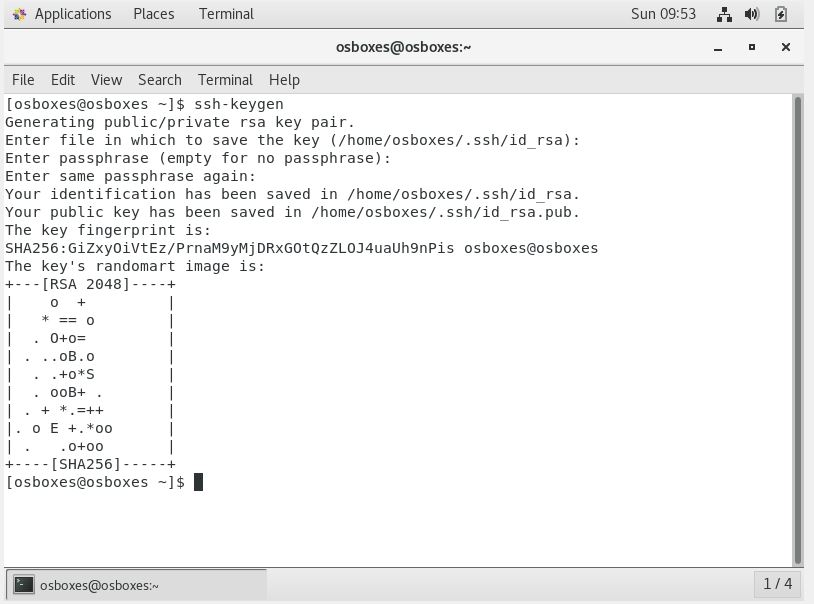 Applications Places Terminal Sun 09:53
osboxes@osboxes:~
File Edit View Search Terminal Help
[osboxes@osboxes ~]$ ssh-keygen
Generating public/private rsa key pair.
Enter file in which to save the key (/home/osboxes/.ssh/id_rsa):
Enter passphrase (empty for no passphrase):
Enter same passphrase again:
Your identification has been saved in /home/osboxes/.ssh/id_rsa.
Your public key has been saved in /home/osboxes/.ssh/id_rsa.pub.
The key fingerprint is:
SHA256:GiZxyOiVtEz/PrnaM9yMjDRxGOtQzZLOJ4uaUh9nPis osboxes@osboxes
The key's randomart image is:
+---[RSA 2048]----+
|    o  +         |
|   * == o        |
|  . O+o=         |
| . ..oB.o        |
|  . .+o*S        |
|  . ooB+ .       |
| . + *.=++       |
|. o E +.*oo      |
| .   .o+oo       |
+----[SHA256]-----+
[osboxes@osboxes ~]$
osboxes@osboxes:~ 1 / 4